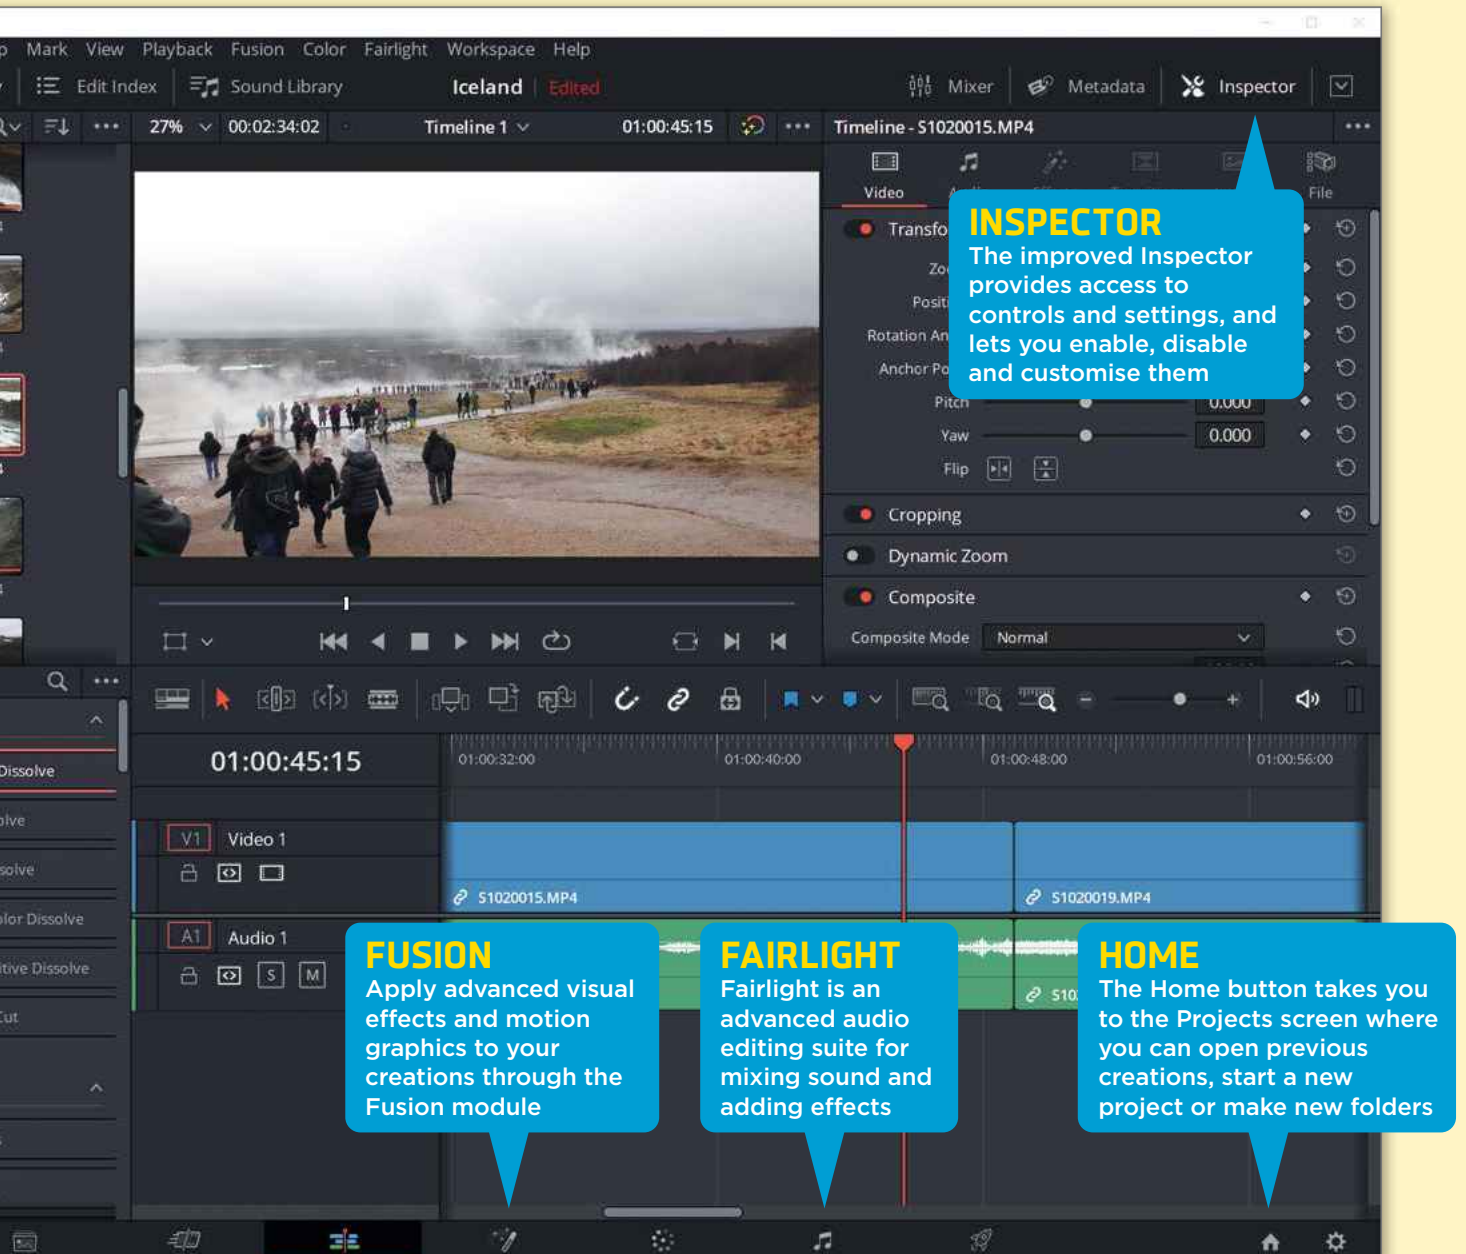 Mark View Playback Fusion Color Fairlight Workspace Help
Edit Index Sound Library Iceland Edited Mixer Metadata Inspector
27% 00:02:34:02 Timeline 1 01:00:45:15 Timeline - S1020015.MP4
Video File
INSPECTOR
The improved Inspector
provides access to
controls and settings, and
lets you enable, disable
and customise them
Pitch 0.000
Yaw 0.000
Flip
Cropping
Dynamic Zoom
Composite
Composite Mode Normal
01:00:45:15 01:00:32:00 01:00:40:00 01:00:48:00 01:00:56:00
Dissolve
V1 Video 1
S1020015.MP4 S1020019.MP4
Dissolve
A1 Audio 1
Dissolve
S M
FUSION
Apply advanced visual
effects and motion
graphics to your
creations through the
Fusion module
FAIRLIGHT
Fairlight is an
advanced audio
editing suite for
mixing sound and
adding effects
HOME
The Home button takes you
to the Projects screen where
you can open previous
creations, start a new
project or make new folders